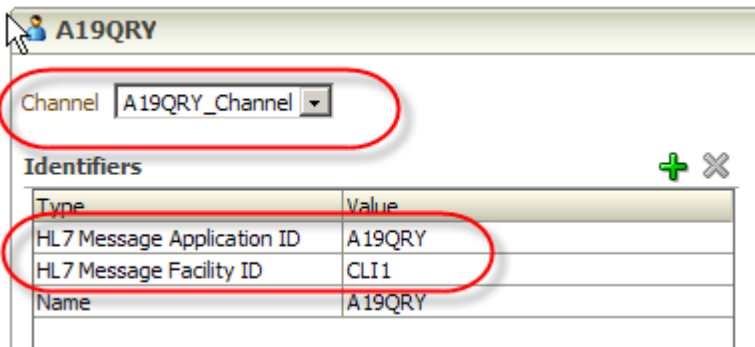 A19QRY
Channel A19QRY_Channel
Identifiers
Type Value
HL7 Message Application ID A19QRY
HL7 Message Facility ID CLI1
Name A19QRY